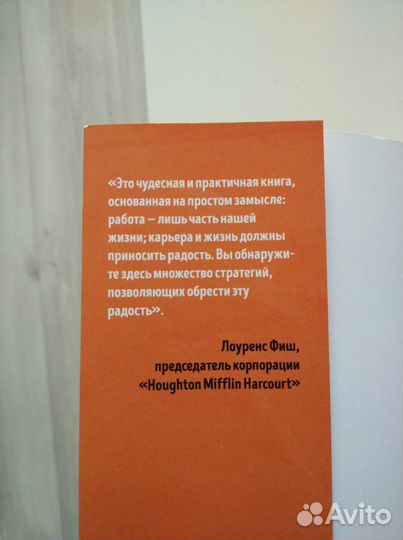 «Это чудесная и практичная книга,
основанная на простом замысле:
работа – лишь часть нашей
жизни; карьера и жизнь должны
приносить радость. Вы обнаружи-
те здесь множество стратегий,
позволяющих обрести эту
радость».
Лоуренс Фиш,
председатель корпорации
«Houghton Mifflin Harcourt»
Avito